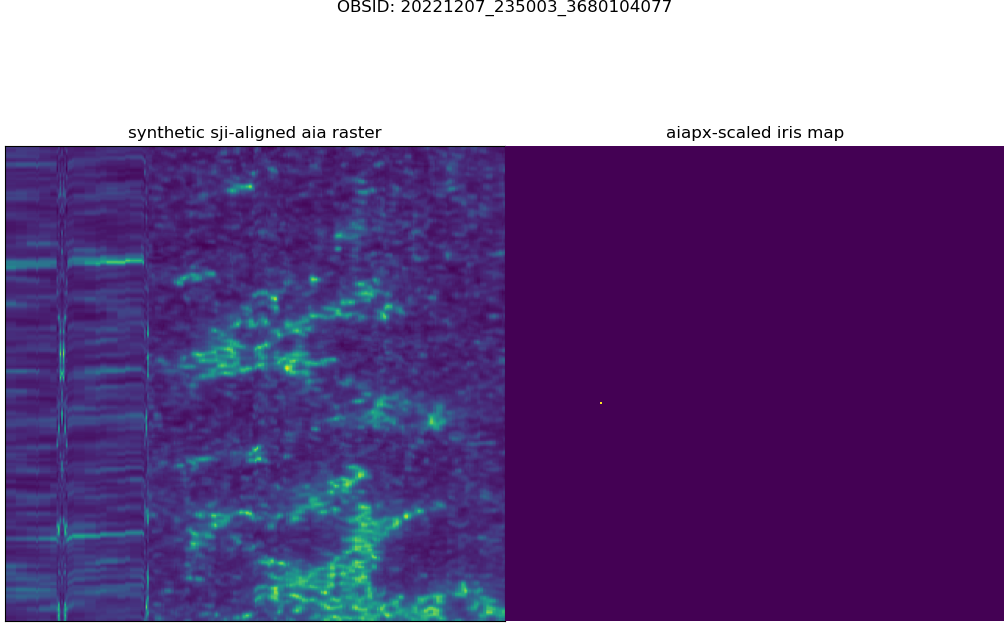 OBSID: 20221207_235003_3680104077
synthetic sji-aligned aia raster
aiapx-scaled iris map